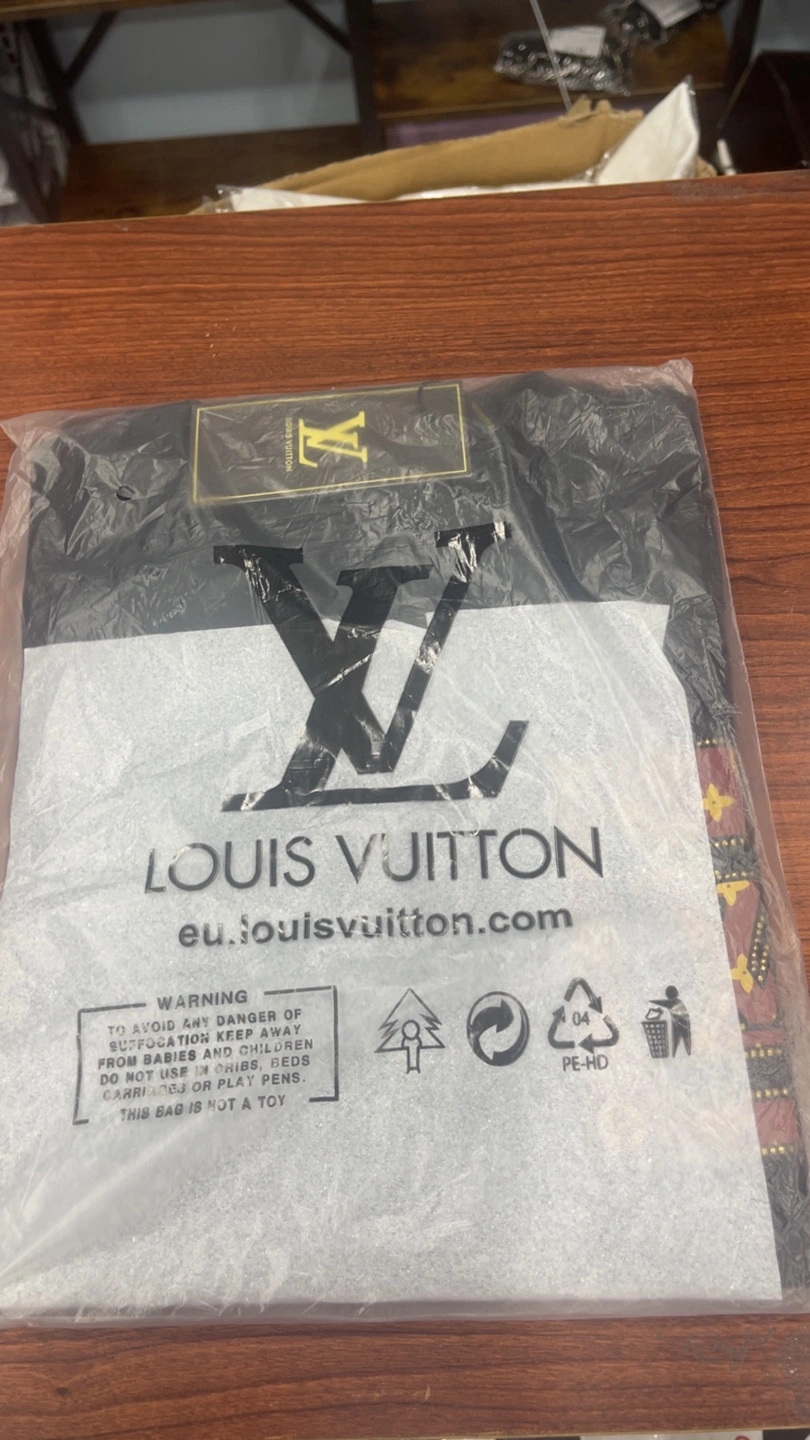 LV
LOUIS VUITTON
LV
LOUIS VUITTON
eu.louisvuitton.com
WARNING
TO AVOID ANY DANGER OF
SUFFOCATION KEEP AWAY
FROM BABIES AND CHILDREN
DO NOT USE IN CRIBS, BEDS
CARRIAGES OR PLAY PENS.
THIS BAG IS NOT A TOY
04
PE-HD